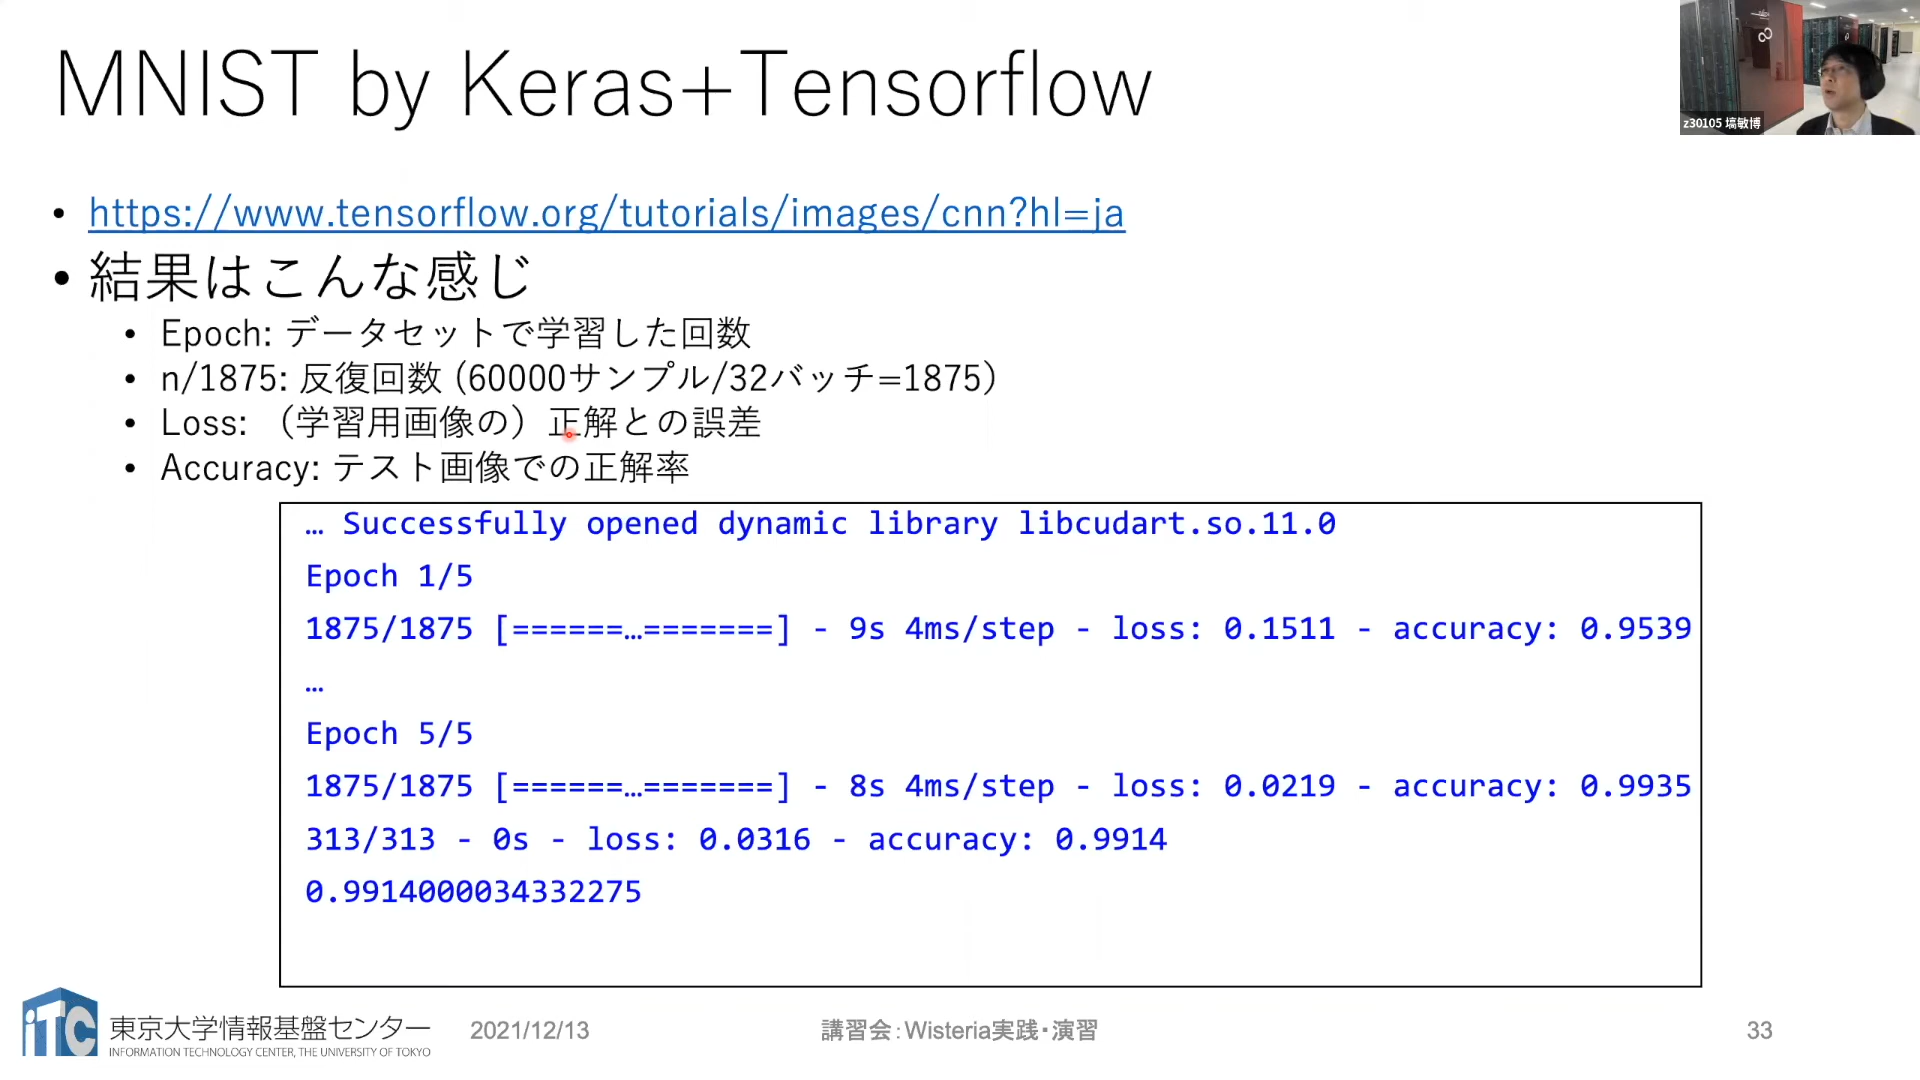 MNIST by Keras+Tensorflow
z30105 塙敏博
• https://www.tensorflow.org/tutorials/images/cnn?hl=ja
• 結果はこんな感じ
• Epoch: データセットで学習した回数
• n/1875: 反復回数 (60000サンプル/32バッチ=1875)
• Loss: （学習用画像の）正解との誤差
• Accuracy: テスト画像での正解率
… Successfully opened dynamic library libcudart.so.11.0
Epoch 1/5
1875/1875 [======…=======] - 9s 4ms/step - loss: 0.1511 - accuracy: 0.9539
…
Epoch 5/5
1875/1875 [======…=======] - 8s 4ms/step - loss: 0.0219 - accuracy: 0.9935
313/313 - 0s - loss: 0.0316 - accuracy: 0.9914
0.9914000034332275
iTC
東京大学情報基盤センター
INFORMATION TECHNOLOGY CENTER, THE UNIVERSITY OF TOKYO
2021/12/13
講習会：Wisteria実践・演習
33